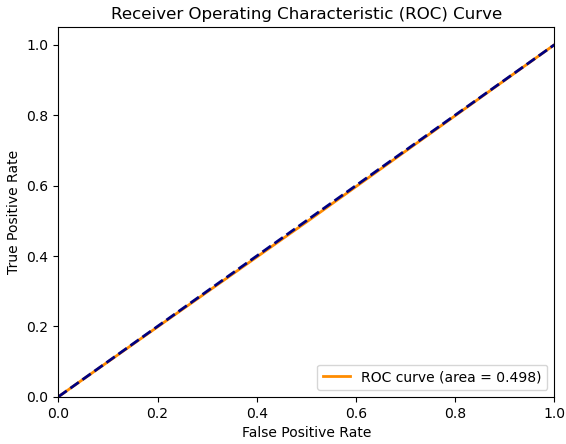 Receiver Operating Characteristic (ROC) Curve
1.0
0.8
0.6
0.4
0.2
0.0
True Positive Rate
ROC curve (area = 0.498)
0.0 0.2 0.4 0.6 0.8 1.0
False Positive Rate